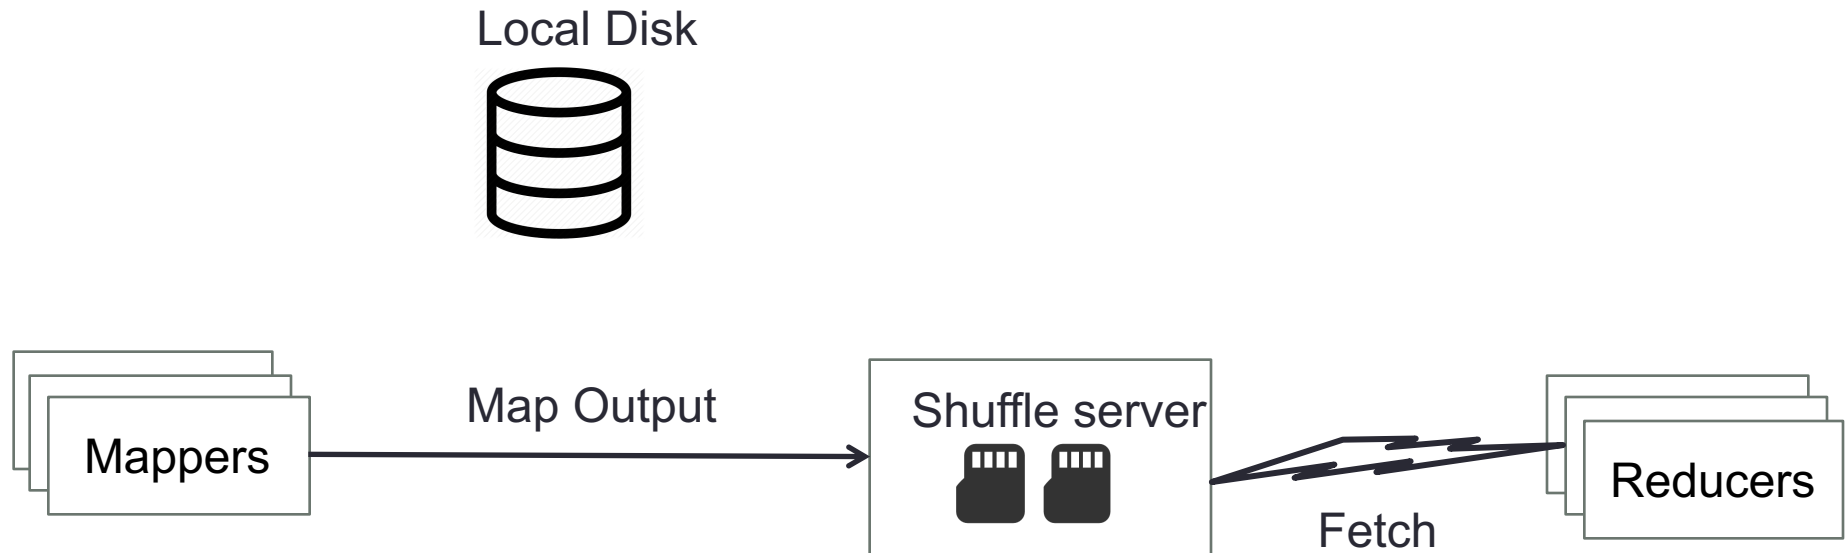 Local Disk
Map Output
Mappers
Shuffle server
Fetch
Reducers